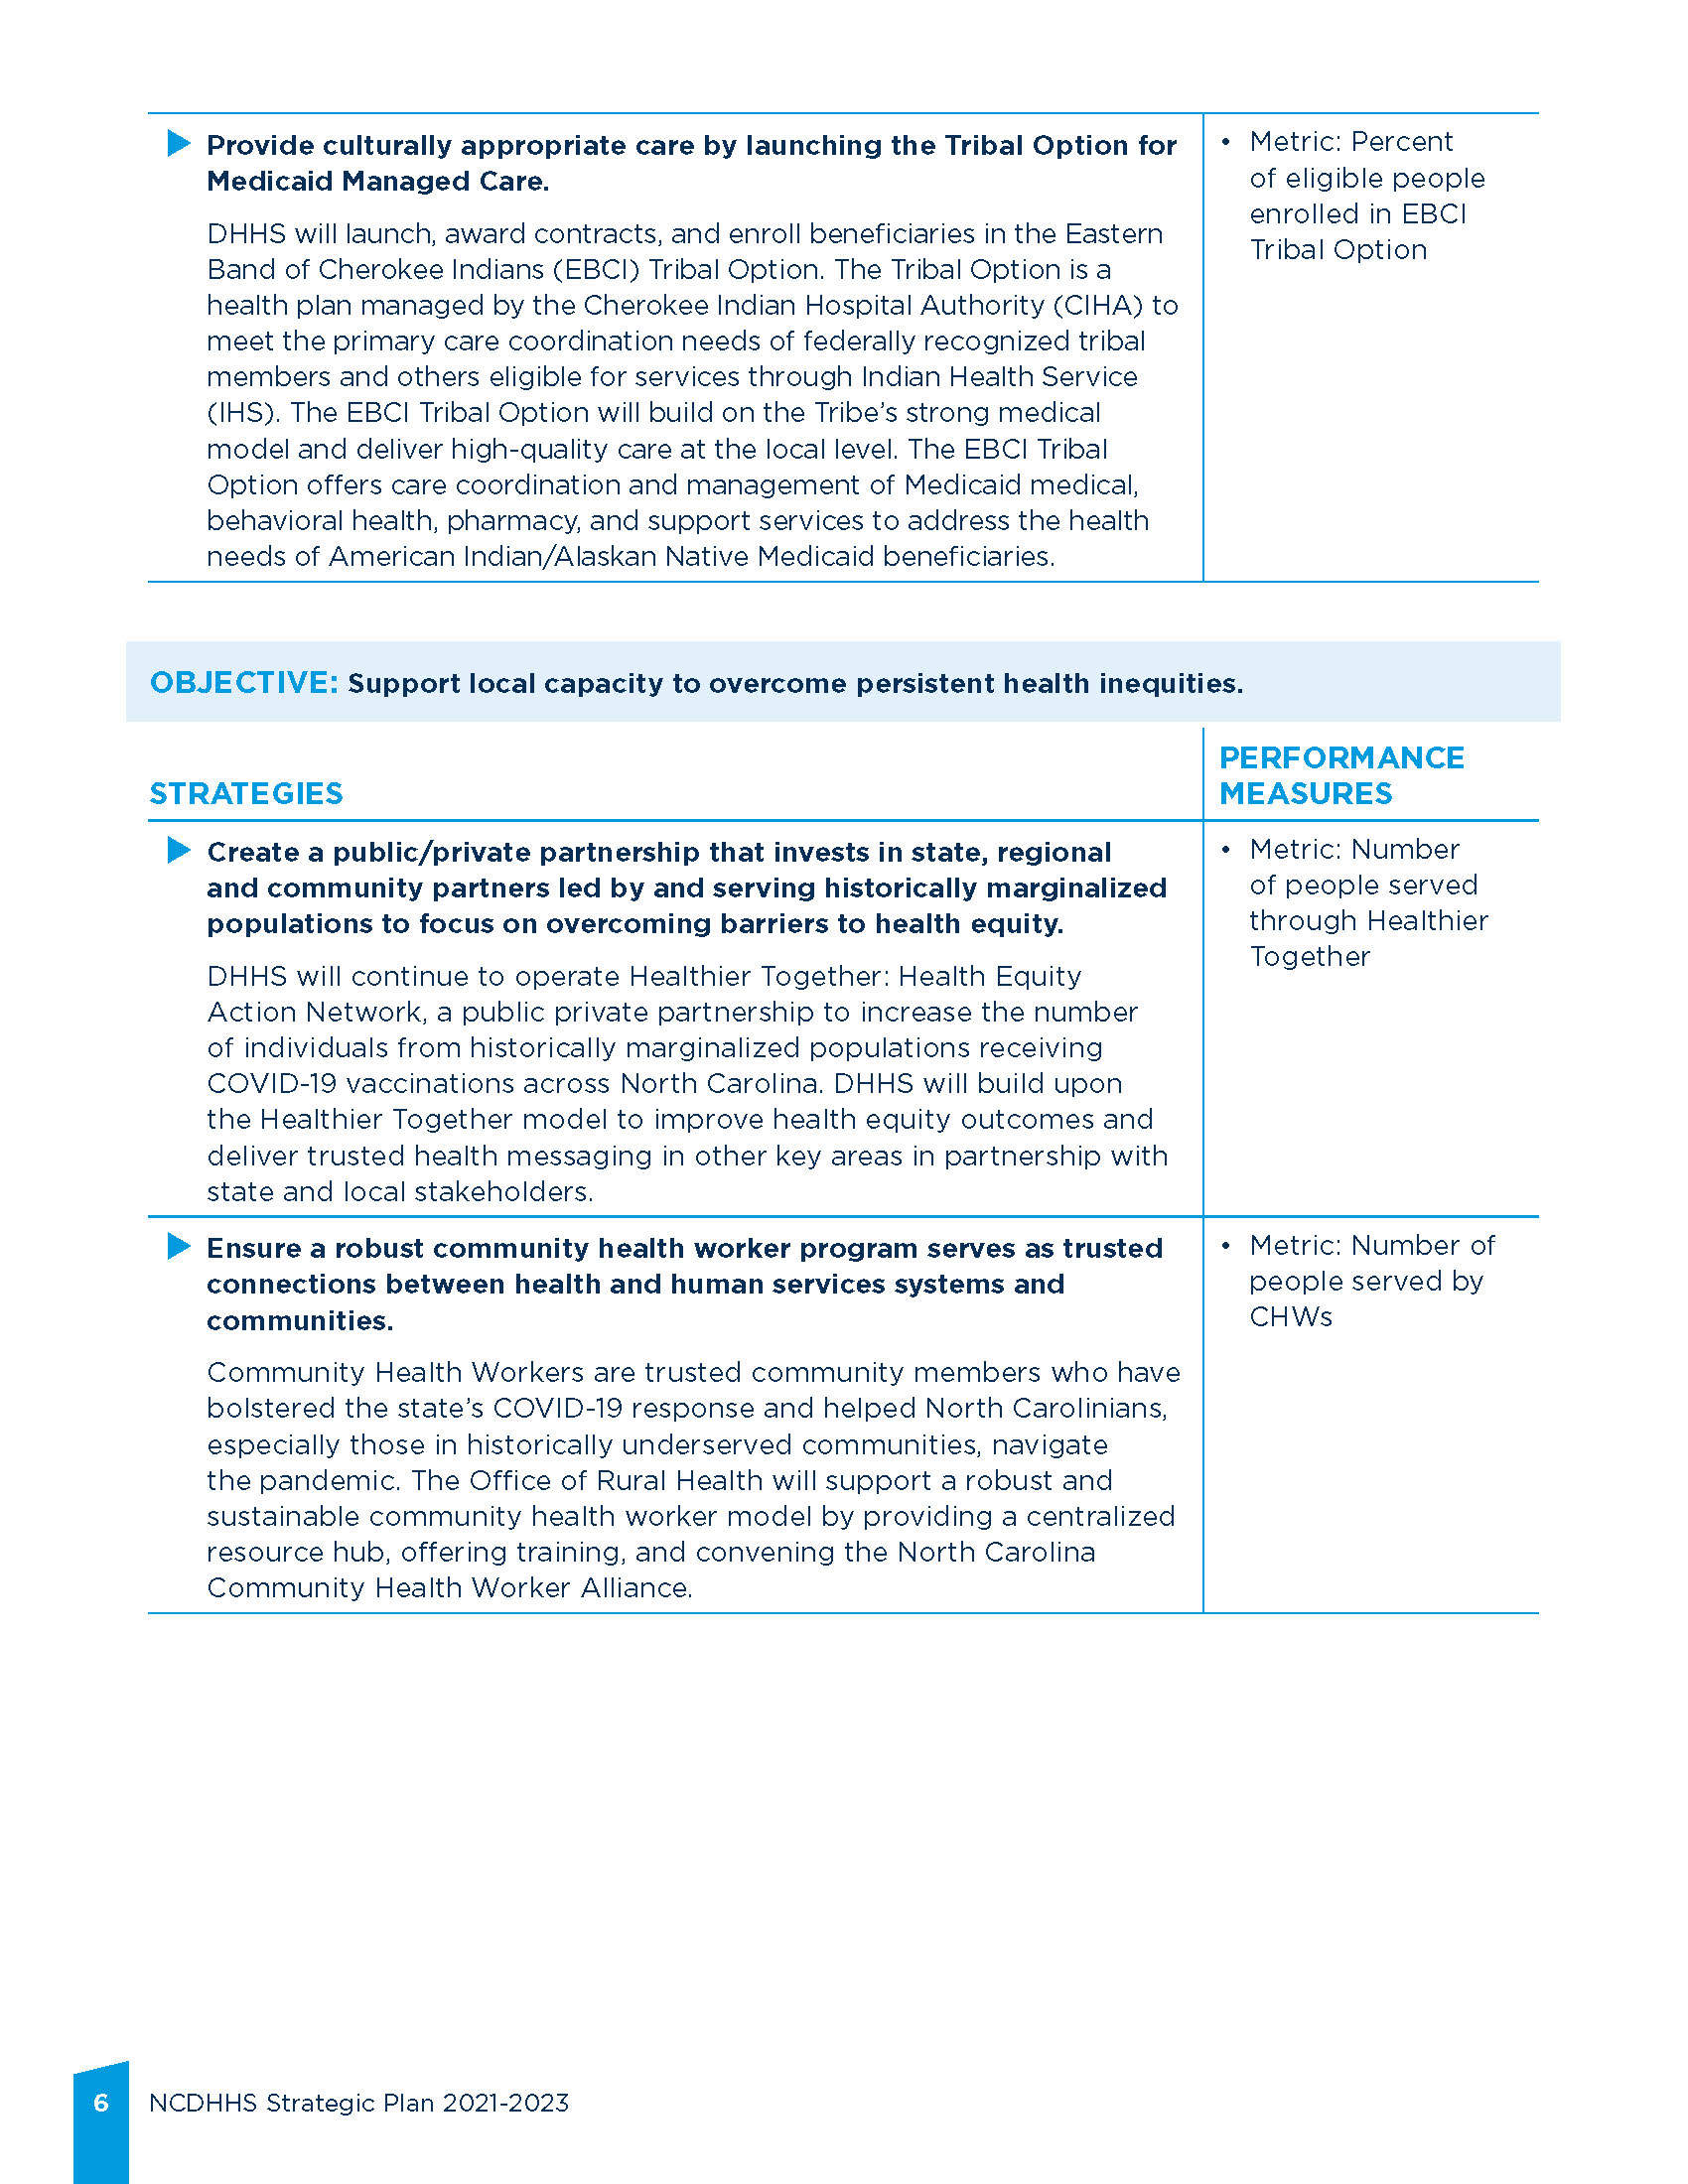 Provide culturally appropriate care by launching the Tribal Option for
Medicaid Managed Care.
DHHS will launch, award contracts, and enroll beneficiaries in the Eastern
Band of Cherokee Indians (EBCI) Tribal Option. The Tribal Option is a
health plan managed by the Cherokee Indian Hospital Authority (CIHA) to
meet the primary care coordination needs of federally recognized tribal
members and others eligible for services through Indian Health Service
(IHS). The EBCI Tribal Option will build on the Tribe’s strong medical
model and deliver high-quality care at the local level. The EBCI Tribal
Option offers care coordination and management of Medicaid medical,
behavioral health, pharmacy, and support services to address the health
needs of American Indian/Alaskan Native Medicaid beneficiaries.
• Metric: Percent
of eligible people
enrolled in EBCI
Tribal Option
OBJECTIVE: Support local capacity to overcome persistent health inequities.
STRATEGIES
PERFORMANCE
MEASURES
Create a public/private partnership that invests in state, regional
and community partners led by and serving historically marginalized
populations to focus on overcoming barriers to health equity.
DHHS will continue to operate Healthier Together: Health Equity
Action Network, a public private partnership to increase the number
of individuals from historically marginalized populations receiving
COVID-19 vaccinations across North Carolina. DHHS will build upon
the Healthier Together model to improve health equity outcomes and
deliver trusted health messaging in other key areas in partnership with
state and local stakeholders.
• Metric: Number
of people served
through Healthier
Together
Ensure a robust community health worker program serves as trusted
connections between health and human services systems and
communities.
Community Health Workers are trusted community members who have
bolstered the state’s COVID-19 response and helped North Carolinians,
especially those in historically underserved communities, navigate
the pandemic. The Office of Rural Health will support a robust and
sustainable community health worker model by providing a centralized
resource hub, offering training, and convening the North Carolina
Community Health Worker Alliance.
• Metric: Number of
people served by
CHWs
6 NCDHHS Strategic Plan 2021-2023